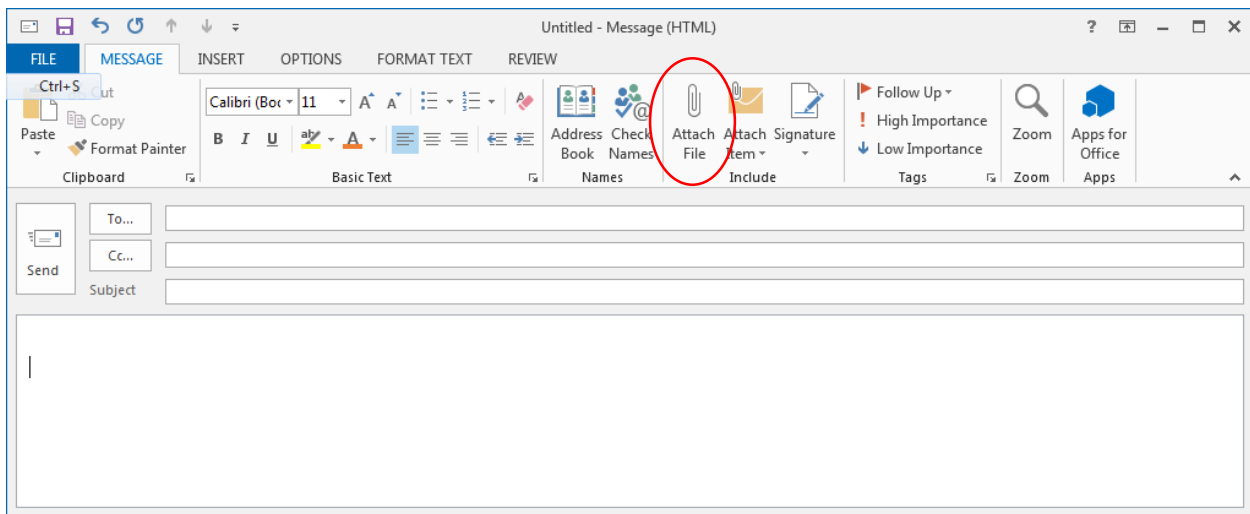 Untitled - Message (HTML)
?
FILE MESSAGE INSERT OPTIONS FORMAT TEXT REVIEW
Ctrl+S
Copy
Paste
Format Painter
Clipboard
Calibri (Boc 11
B I U
Basic Text
Address Book
Check Names
Names
Attach File
Attach Item
Signature
Include
Follow Up
High Importance
Low Importance
Tags
Zoom
Zoom
Apps for Office
Apps
Send
To...
Cc...
Subject